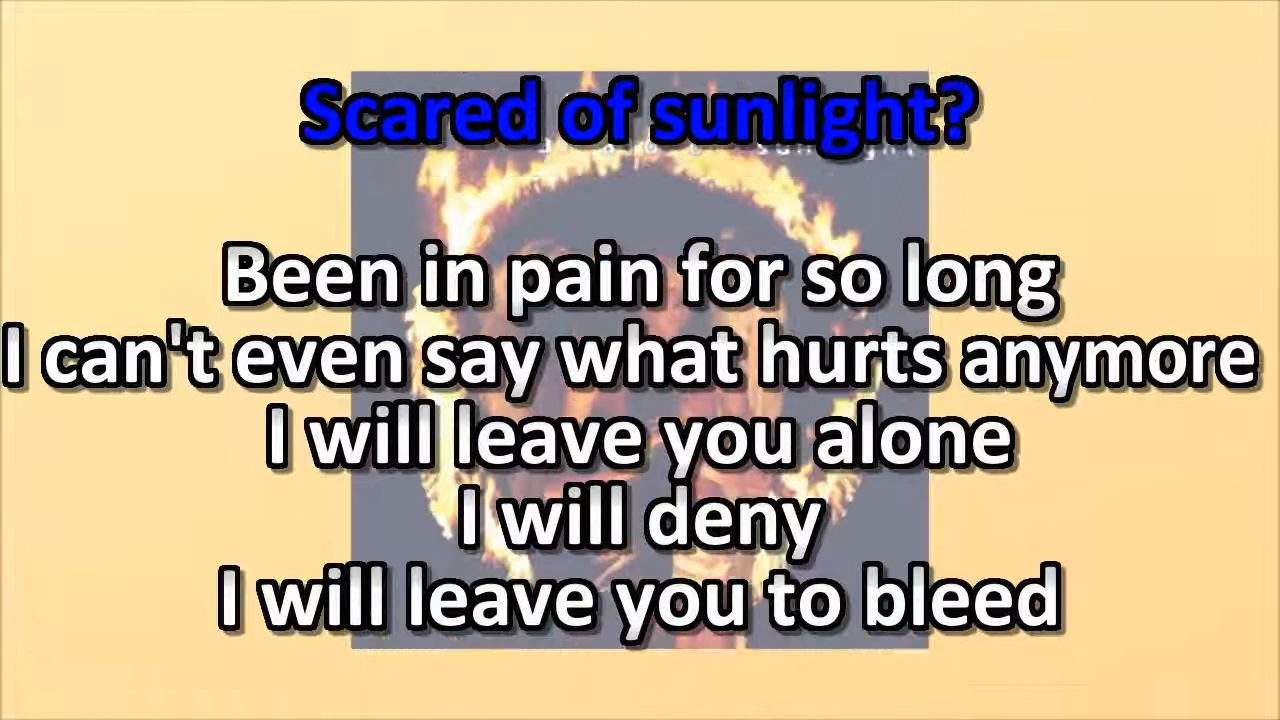 Scared of sunlight?
Been in pain for so long
I can't even say what hurts anymore
I will leave you alone
I will deny
I will leave you to bleed